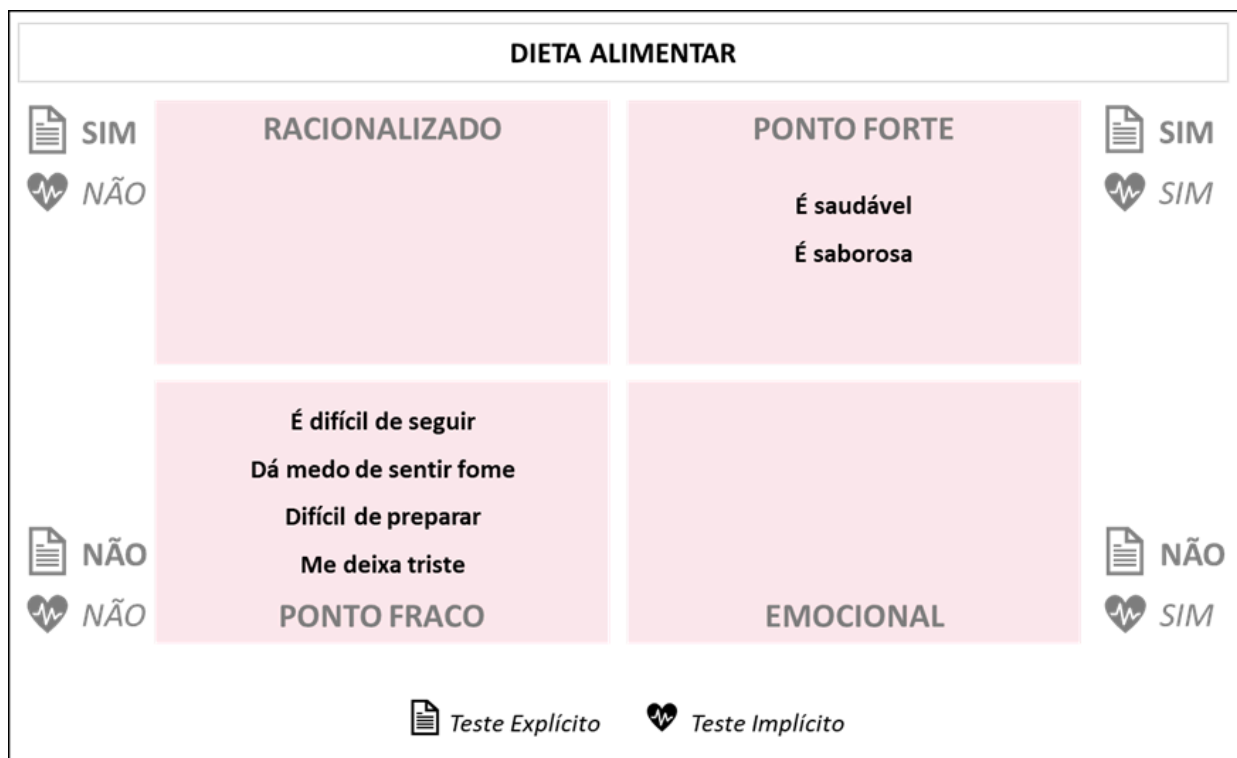 DIETA ALIMENTAR
SIM
NÃO
RACIONALIZADO
PONTO FORTE
É saudável
É saborosa
SIM
SIM
É difícil de seguir
Dá medo de sentir fome
Difícil de preparar
Me deixa triste
PONTO FRACO
NÃO
NÃO
EMOCIONAL
NÃO
SIM
Teste Explícito
Teste Implícito